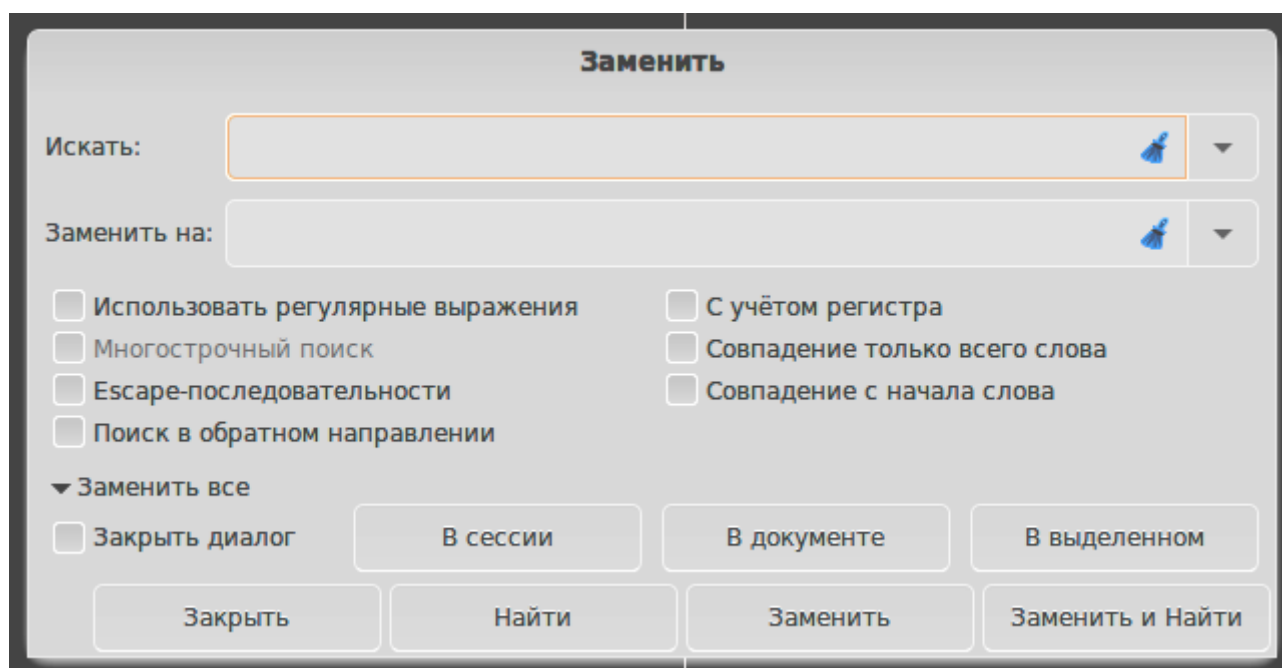 Заменить
Искать:
Заменить на:
Использовать регулярные выражения
С учётом регистра
Многострочный поиск
Совпадение только всего слова
Escape-последовательности
Совпадение с начала слова
Поиск в обратном направлении
Заменить все
Закрыть диалог
В сессии
В документе
В выделенном
Закрыть
Найти
Заменить
Заменить и Найти